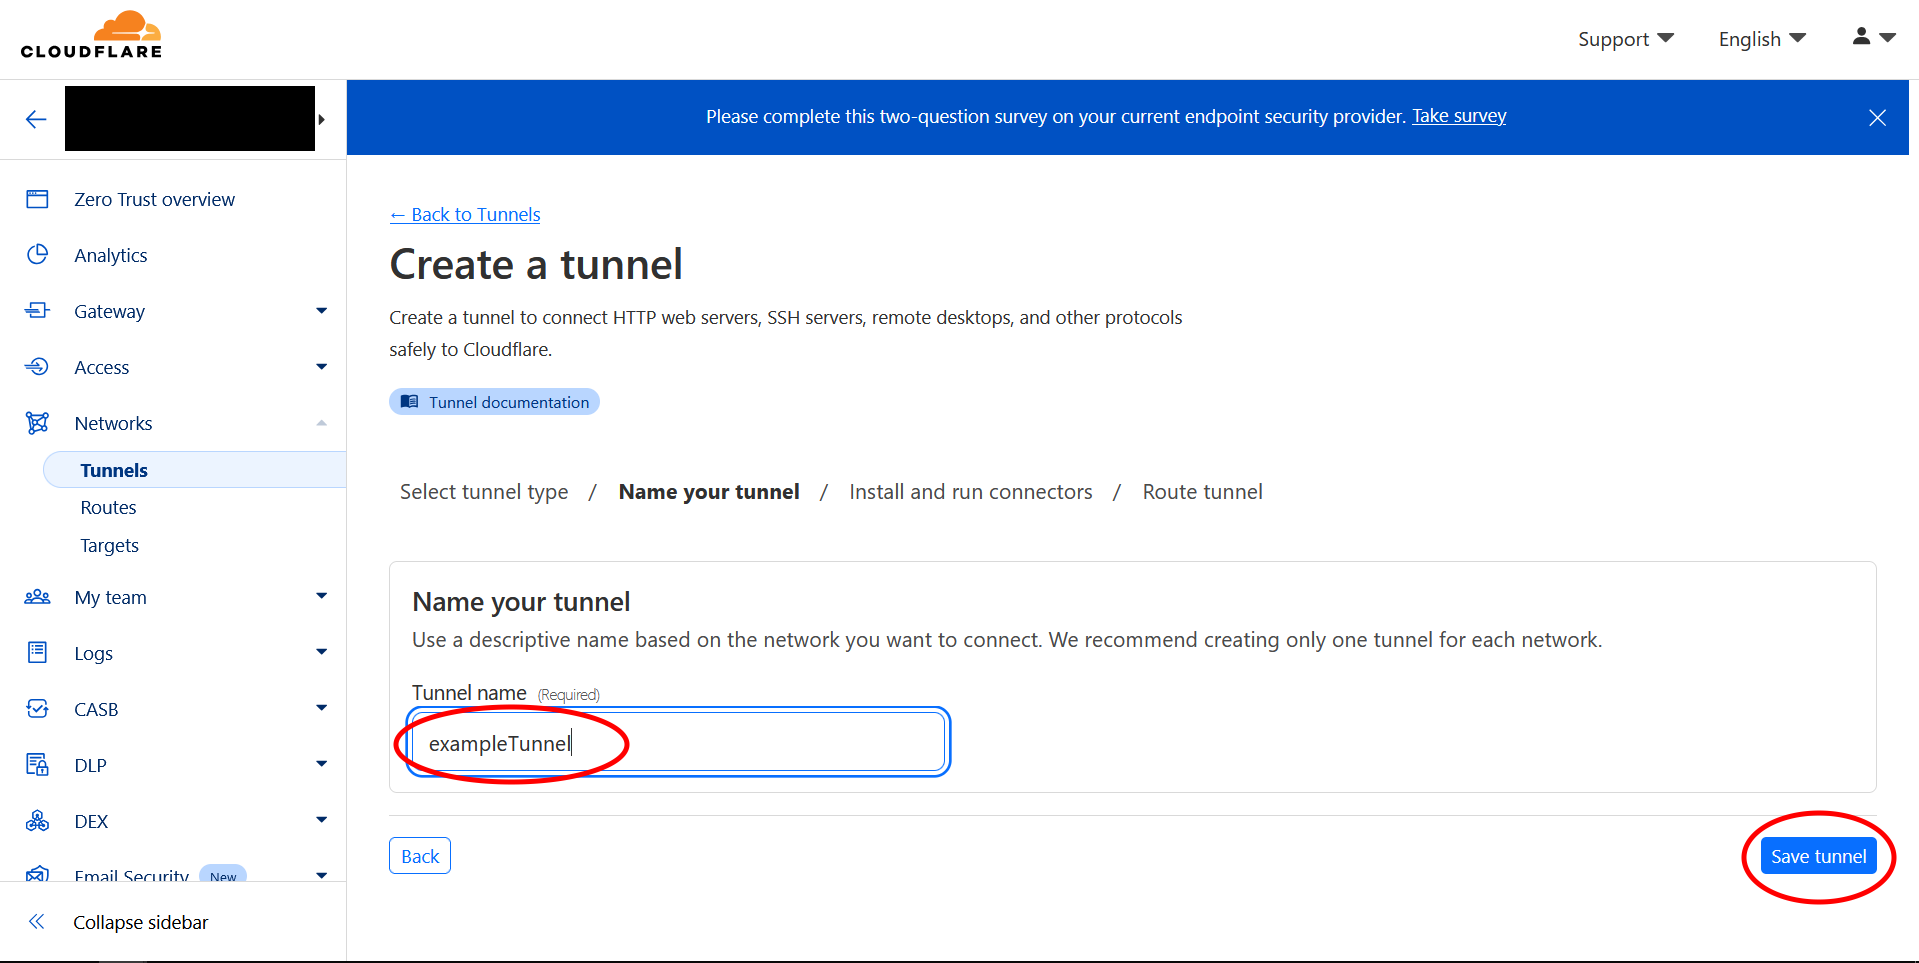 CLOUDFLARE
Support
English
Please complete this two-question survey on your current endpoint security provider. Take survey
Zero Trust overview
Analytics
Gateway
Access
Networks
Tunnels
Routes
Targets
My team
Logs
CASB
DLP
DEX
Email Security New
Collapse sidebar
← Back to Tunnels
Create a tunnel
Create a tunnel to connect HTTP web servers, SSH servers, remote desktops, and other protocols
safely to Cloudflare.
Tunnel documentation
Select tunnel type / Name your tunnel / Install and run connectors / Route tunnel
Name your tunnel
Use a descriptive name based on the network you want to connect. We recommend creating only one tunnel for each network.
Tunnel name (Required)
exampleTunnel
Back
Save tunnel